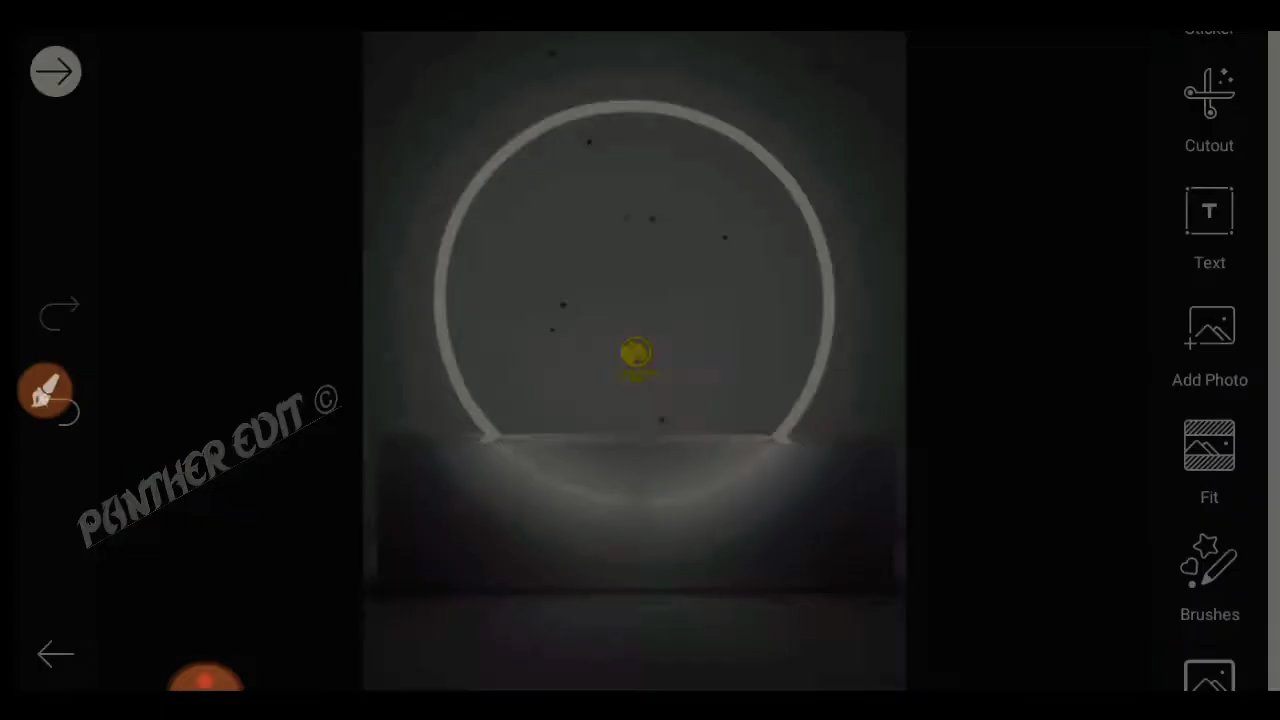 Sticker
Cutout
Text
Add Photo
Fit
Brushes
PANTHER EDIT ©